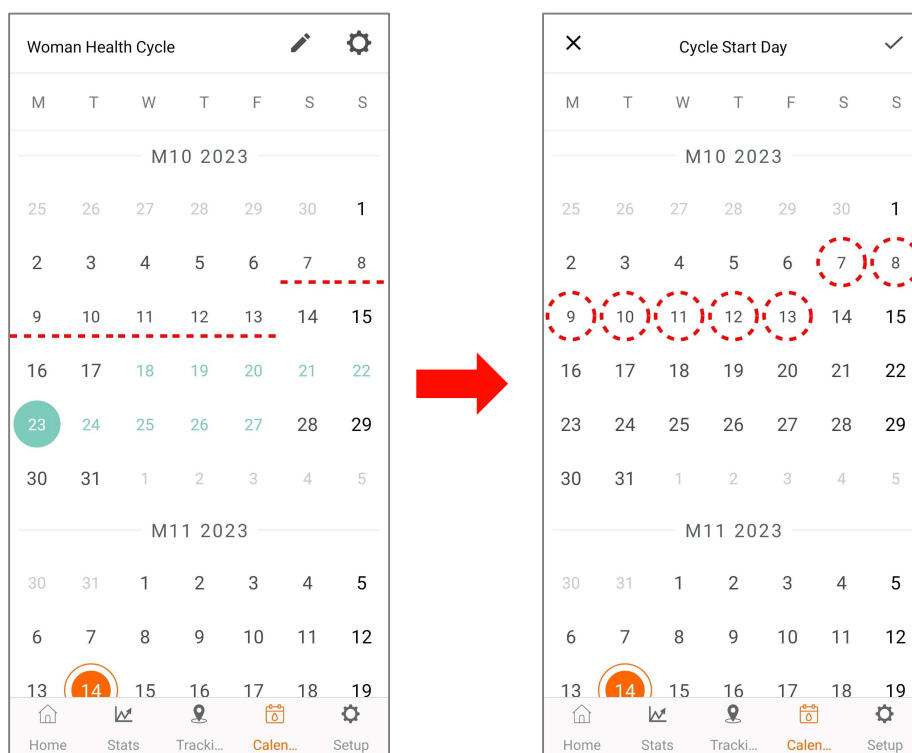 Woman Health Cycle
M T W T F S S
M10 2023
25 26 27 28 29 30 1
2 3 4 5 6 7 8
9 10 11 12 13 14 15
16 17 18 19 20 21 22
23 24 25 26 27 28 29
30 31 1 2 3 4 5
M11 2023
30 31 1 2 3 4 5
6 7 8 9 10 11 12
13 14 15 16 17 18 19
Home Stats Tracki... Calen... Setup
Cycle Start Day
M T W T F S S
M10 2023
25 26 27 28 29 30 1
2 3 4 5 6 7 8
9 10 11 12 13 14 15
16 17 18 19 20 21 22
23 24 25 26 27 28 29
30 31 1 2 3 4 5
M11 2023
30 31 1 2 3 4 5
6 7 8 9 10 11 12
13 14 15 16 17 18 19
Home Stats Tracki... Calen... Setup